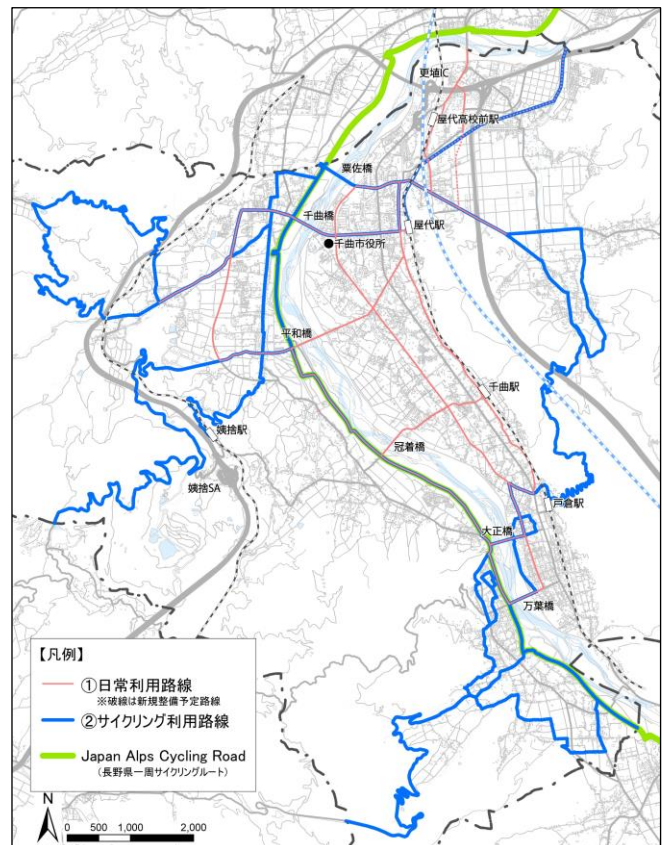 更埴IC
屋代高校前駅
粟佐橋
千曲橋
屋代駅
千曲市役所
平和橋
千曲駅
姨捨駅
冠着橋
姨捨SA
戸倉駅
大正橋
万葉橋
【凡例】
①日常利用路線
※破線は新規整備予定路線
②サイクリング利用路線
Japan Alps Cycling Road
(長野県一周サイクリングルート)
N
0 500 1,000 2,000